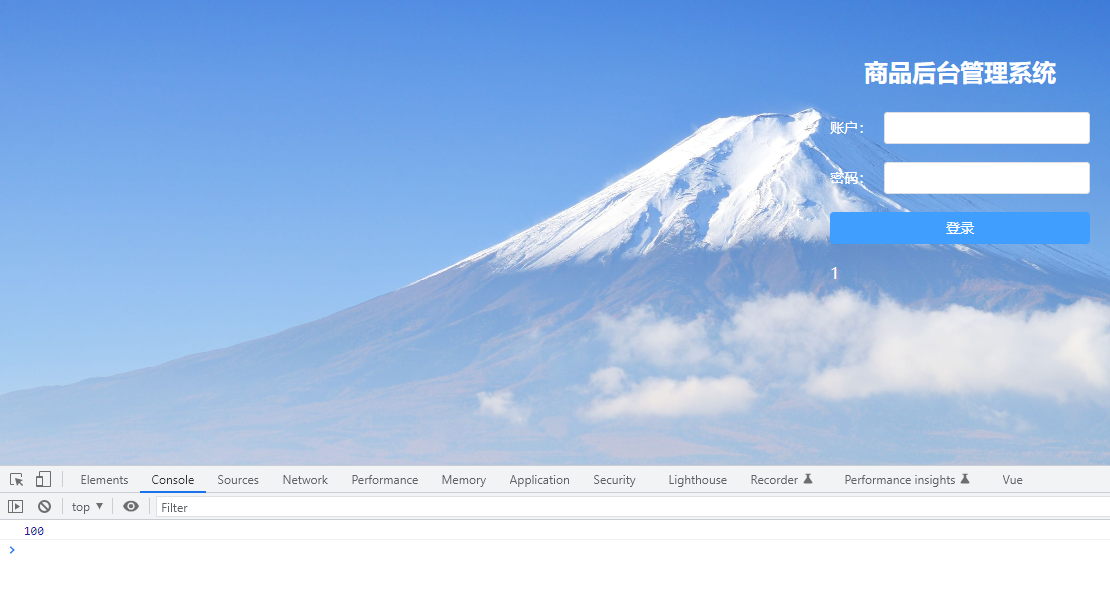 商品后台管理系统
账户：
密码：
登录
1
Elements Console Sources Network Performance Memory Application Security Lighthouse Recorder Performance insights Vue
top ▼ Filter
100